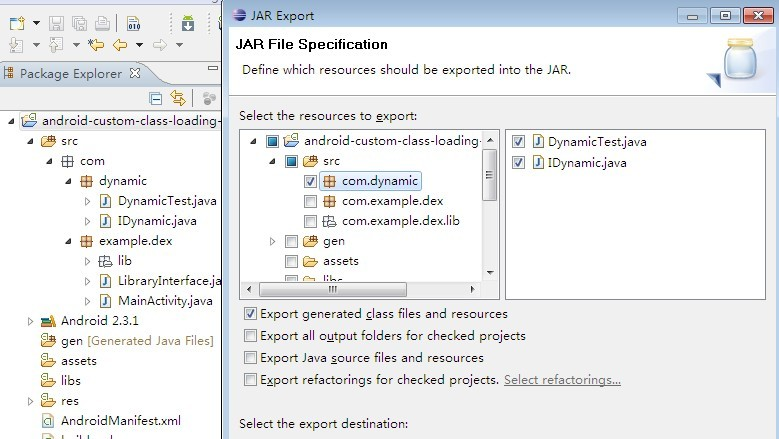 JAR Export
JAR File Specification
Define which resources should be exported into the JAR.
Package Explorer
Select the resources to export:
android-custom-class-loading-
src
com
dynamic
DynamicTest.java
IDynamic.java
example.dex
lib
LibraryInterface.ja
MainActivity.java
Android 2.3.1
gen [Generated Java Files]
assets
libs
res
AndroidManifest.xml
android-custom-class-loading-
src
com.dynamic
com.example.dex
com.example.dex.lib
gen
assets
libs
DynamicTest.java
IDynamic.java
Export generated class files and resources
Export all output folders for checked projects
Export Java source files and resources
Export refactorings for checked projects. Select refactorings...
Select the export destination: